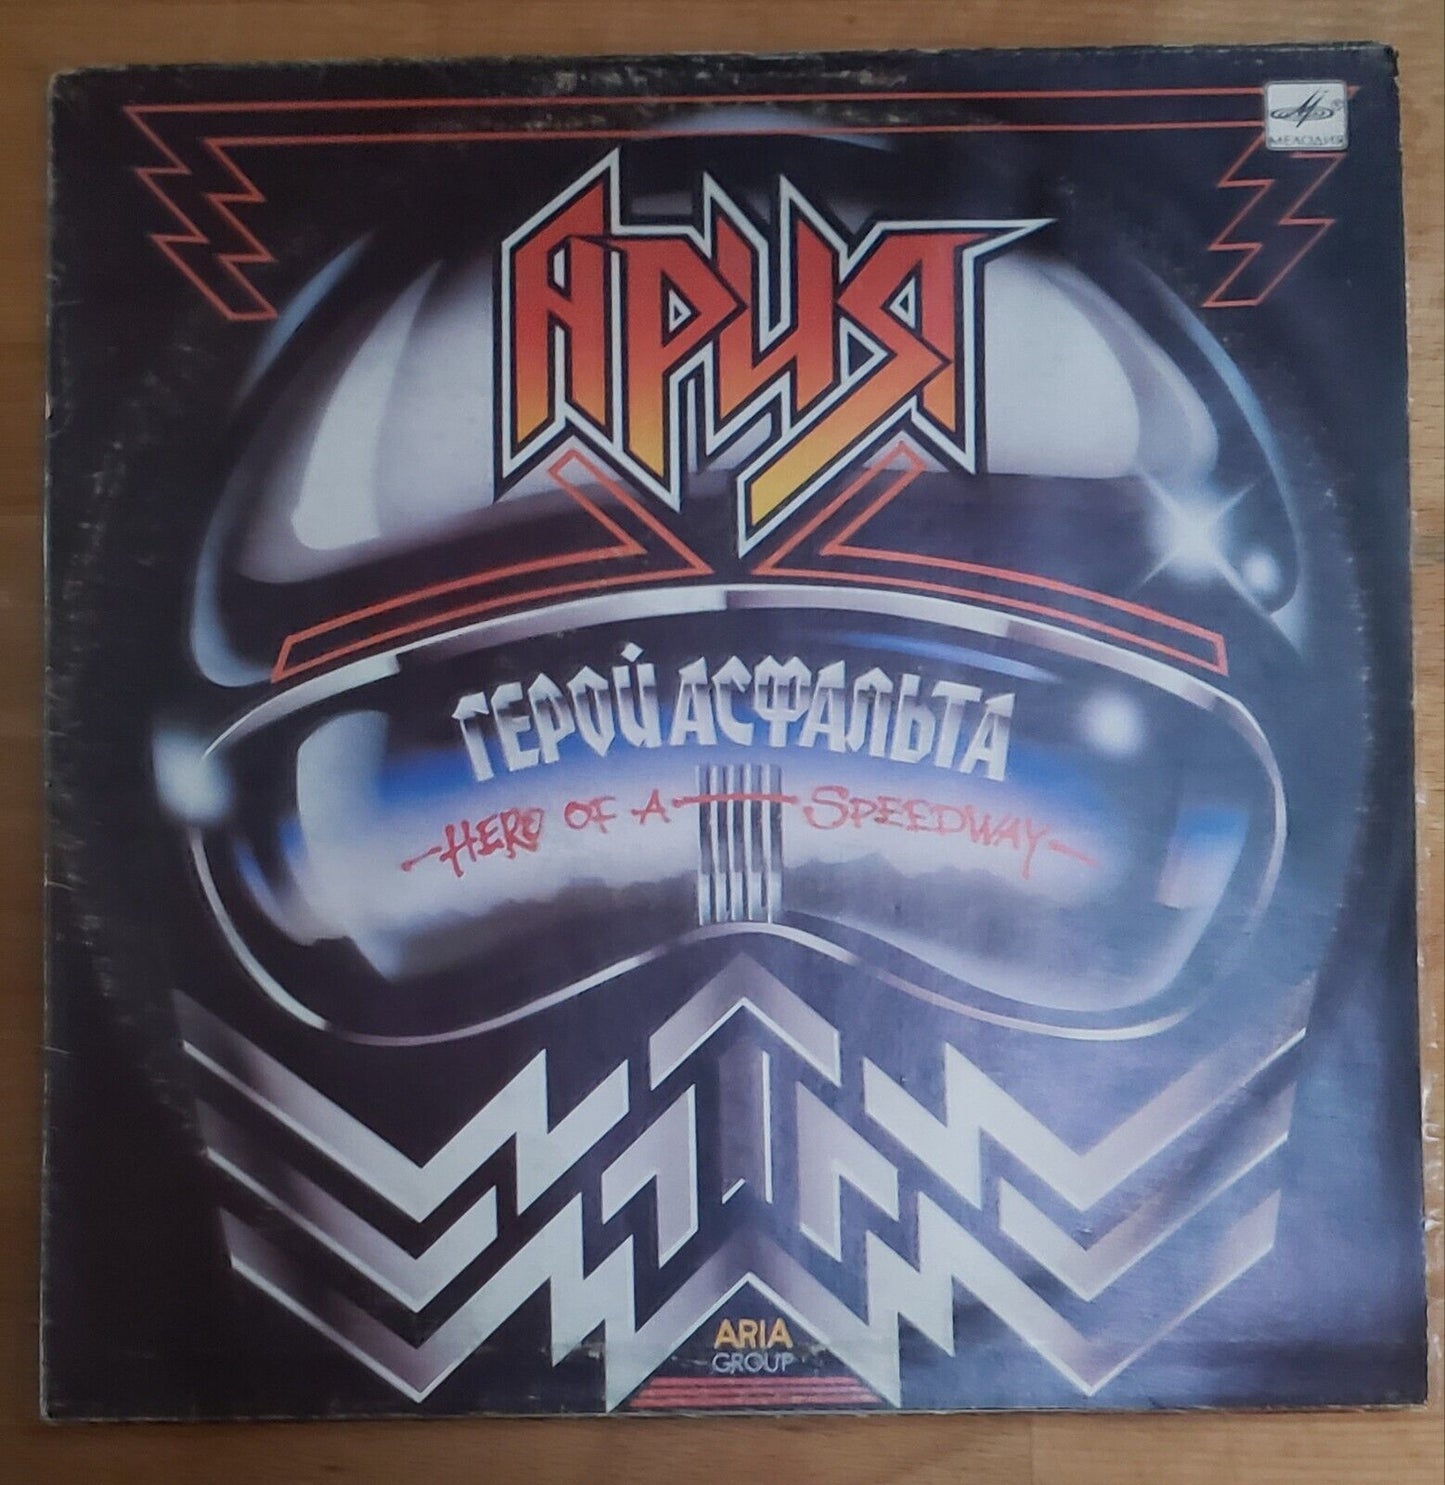 МЕЛОДИЯ
АРИЯ
ГЕРОЙ АСФАЛЬТА
HERO OF A SPEEDWAY
ARIA
GROUP